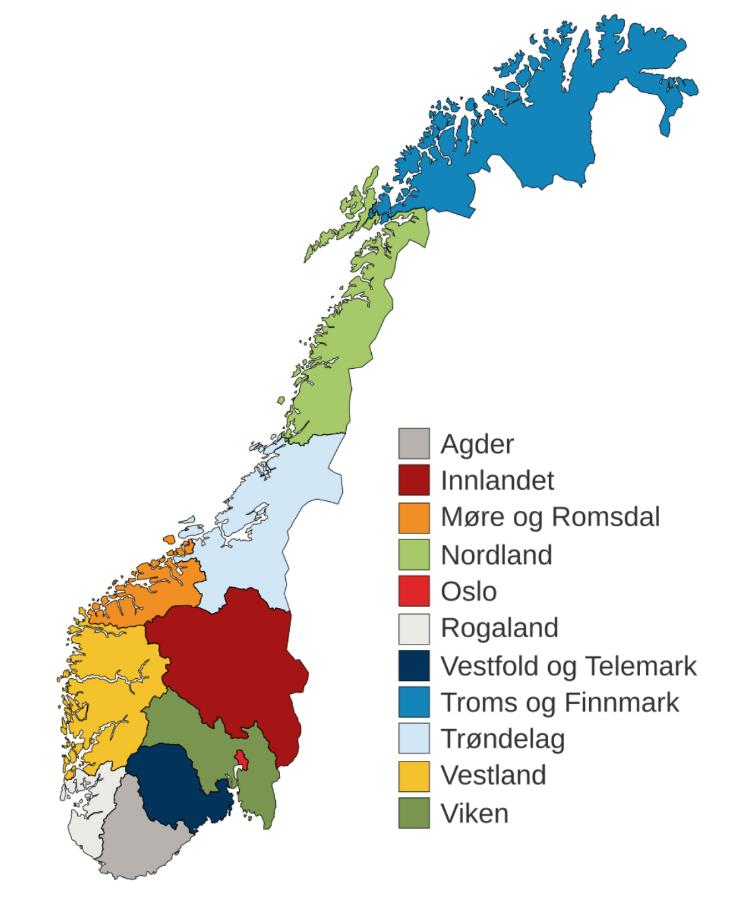 Agder
Innlandet
Møre og Romsdal
Nordland
Oslo
Rogaland
Vestfold og Telemark
Troms og Finnmark
Trøndelag
Vestland
Viken